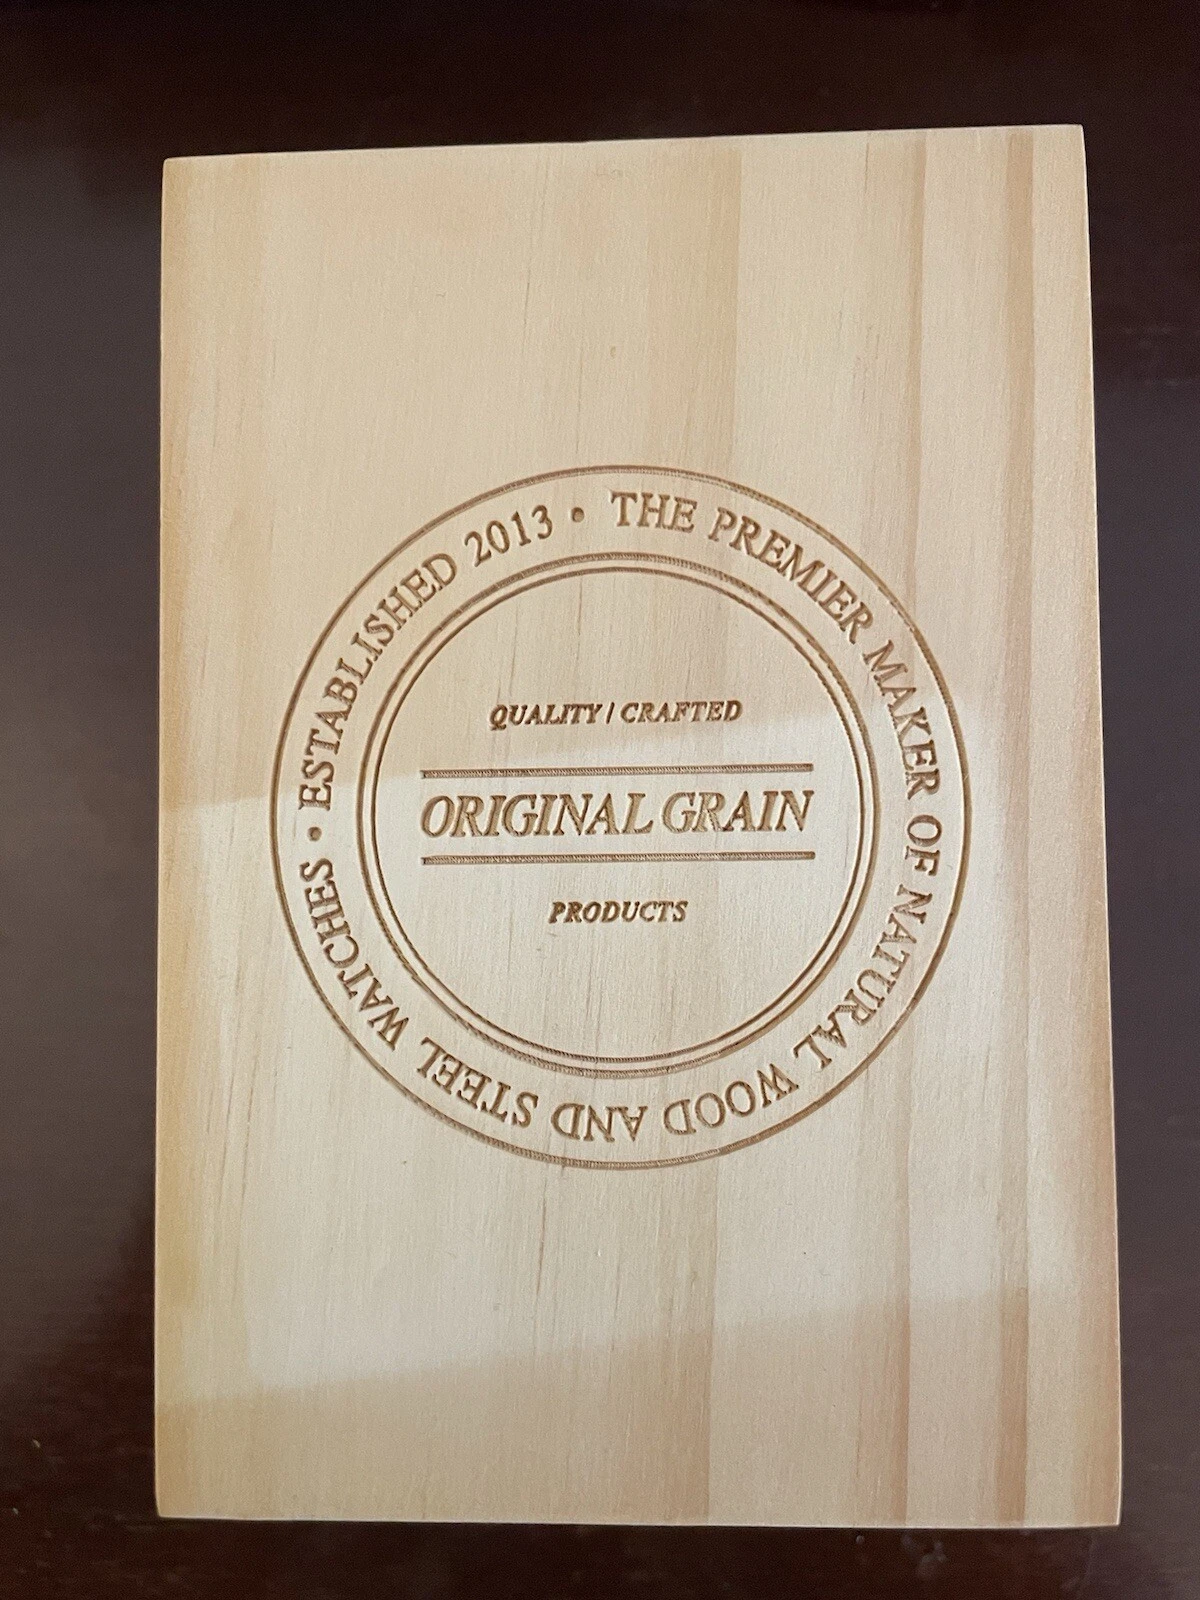 THE PREMIER MAKER OF NATURAL WOOD AND STEEL WATCHES • ESTABLISHED 2013 •
QUALITY / CRAFTED
ORIGINAL GRAIN
PRODUCTS